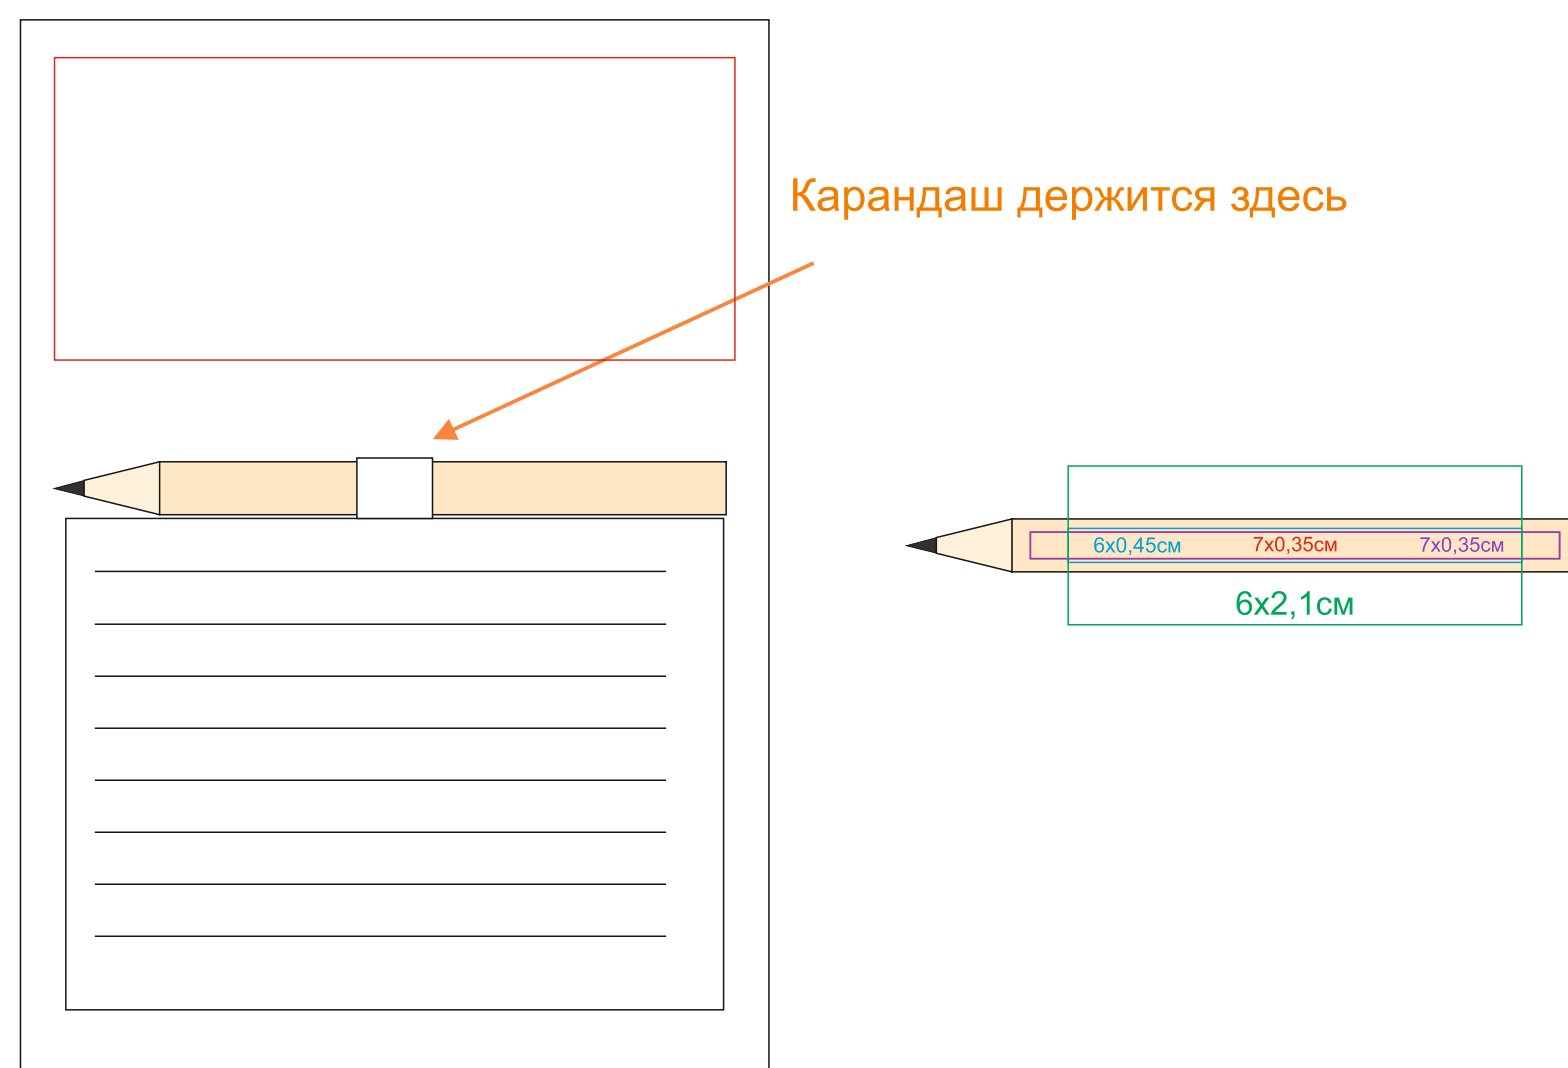 Карандаш держится здесь
6х0,45см 7х0,35см 7х0,35см
6х2,1см